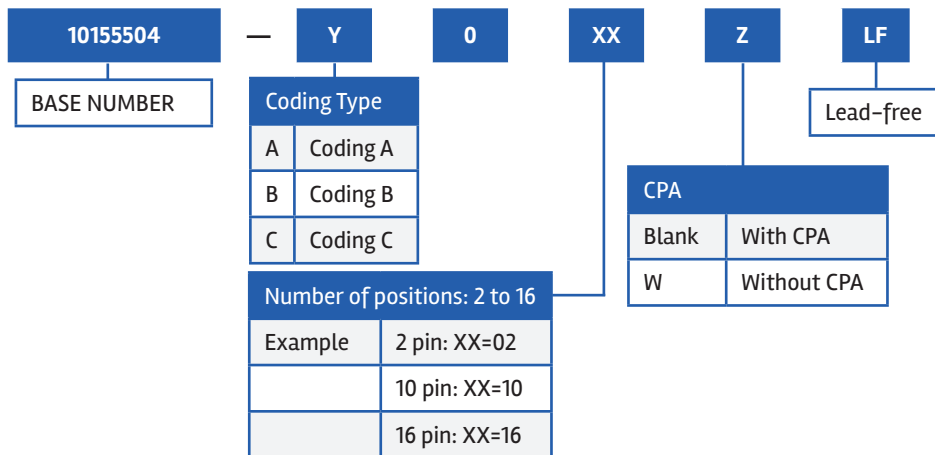 10155504 — Y 0 XX Z LF
BASE NUMBER
Coding Type
A Coding A
B Coding B
C Coding C
Lead-free
CPA
Blank With CPA
W Without CPA
Number of positions: 2 to 16
Example 2 pin: XX=02
10 pin: XX=10
16 pin: XX=16